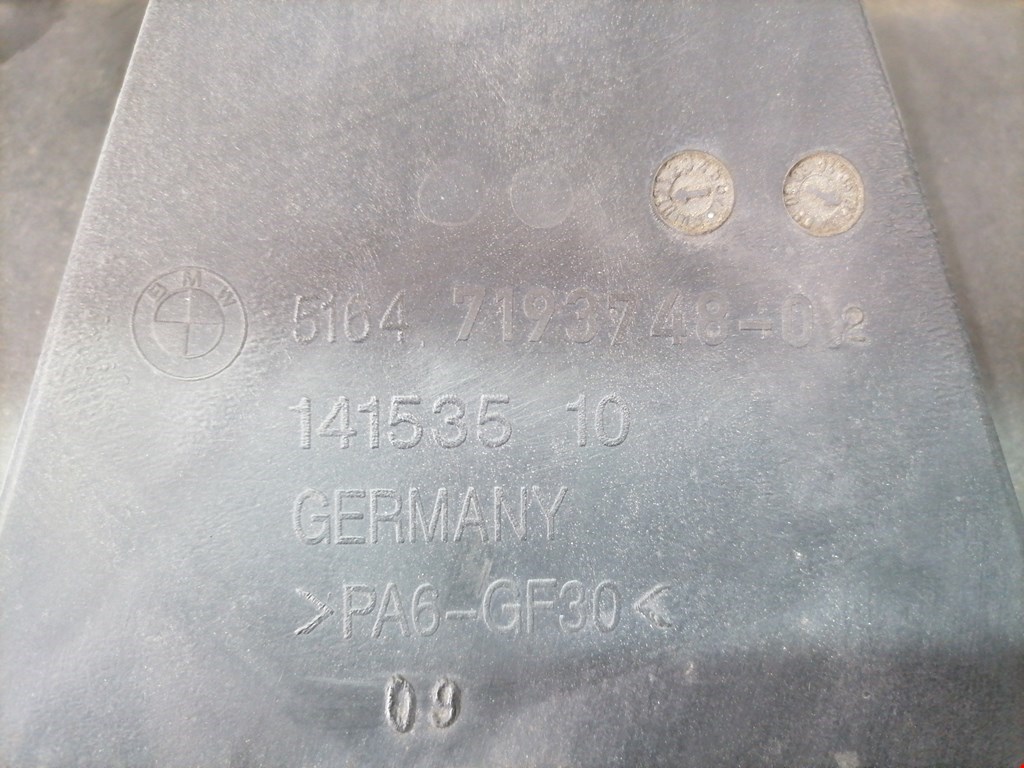 BMW 5164 7193748-02
141535 10
GERMANY
>PA6-GF30<
09